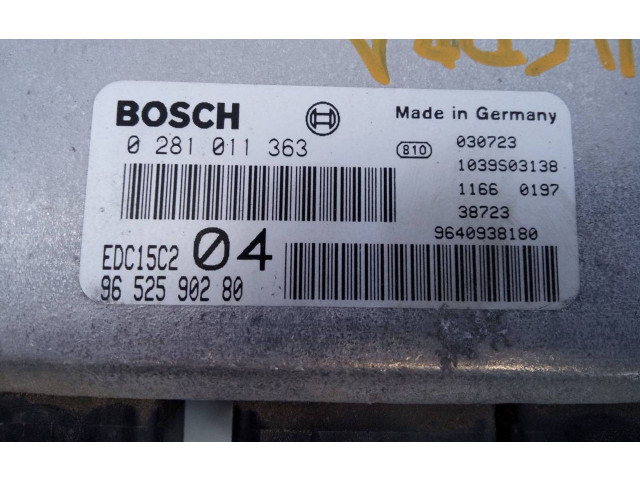 BOSCH
Made in Germany
0 281 011 363
810
030723
1039S03138
1166 0197
38723
9640938180
EDC15C2 04
96 525 902 80